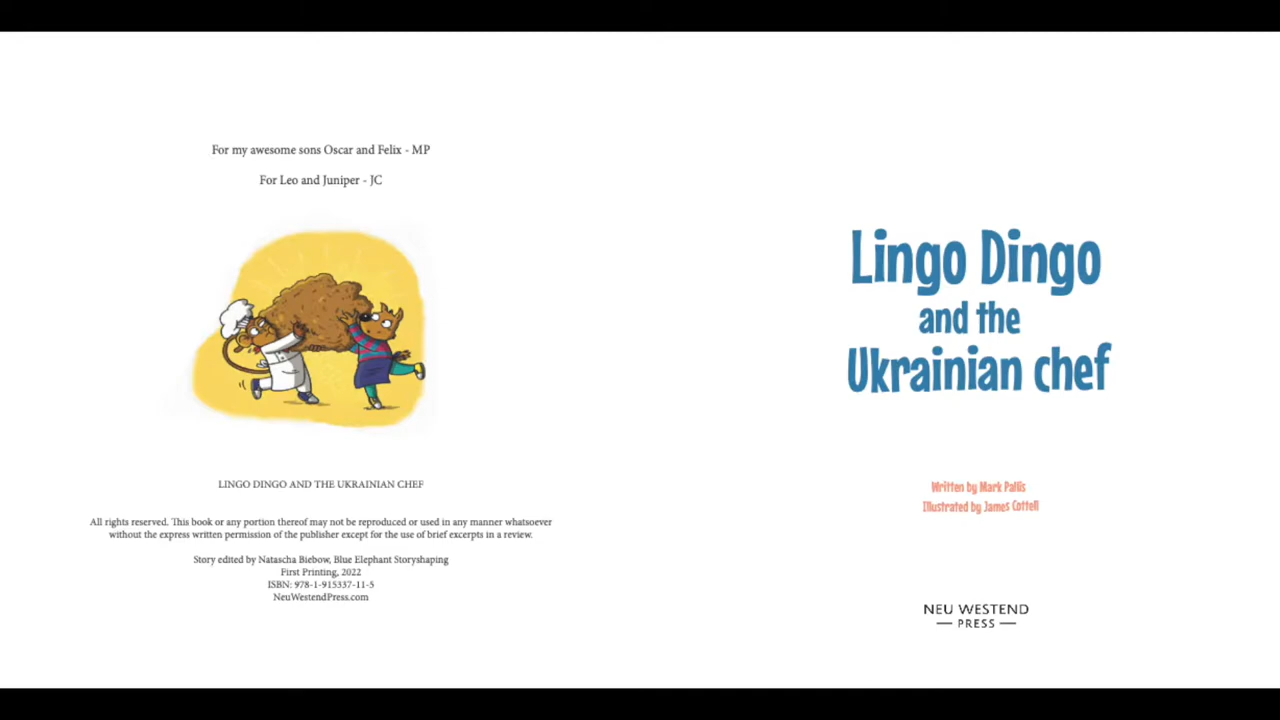 For my awesome sons Oscar and Felix - MP
For Leo and Juniper - JC
LINGO DINGO AND THE UKRAINIAN CHEF
All rights reserved. This book or any portion thereof may not be reproduced or used in any manner whatsoever
without the express written permission of the publisher except for the use of brief excerpts in a review.
Story edited by Natascha Biebow, Blue Elephant Storyshaping
First Printing, 2022
ISBN: 978-1-915337-11-5
NeuWestendPress.com
Lingo Dingo
and the
Ukrainian chef
Written by Mark Pallis
Illustrated by James Cottell
NEU WESTEND
— PRESS —